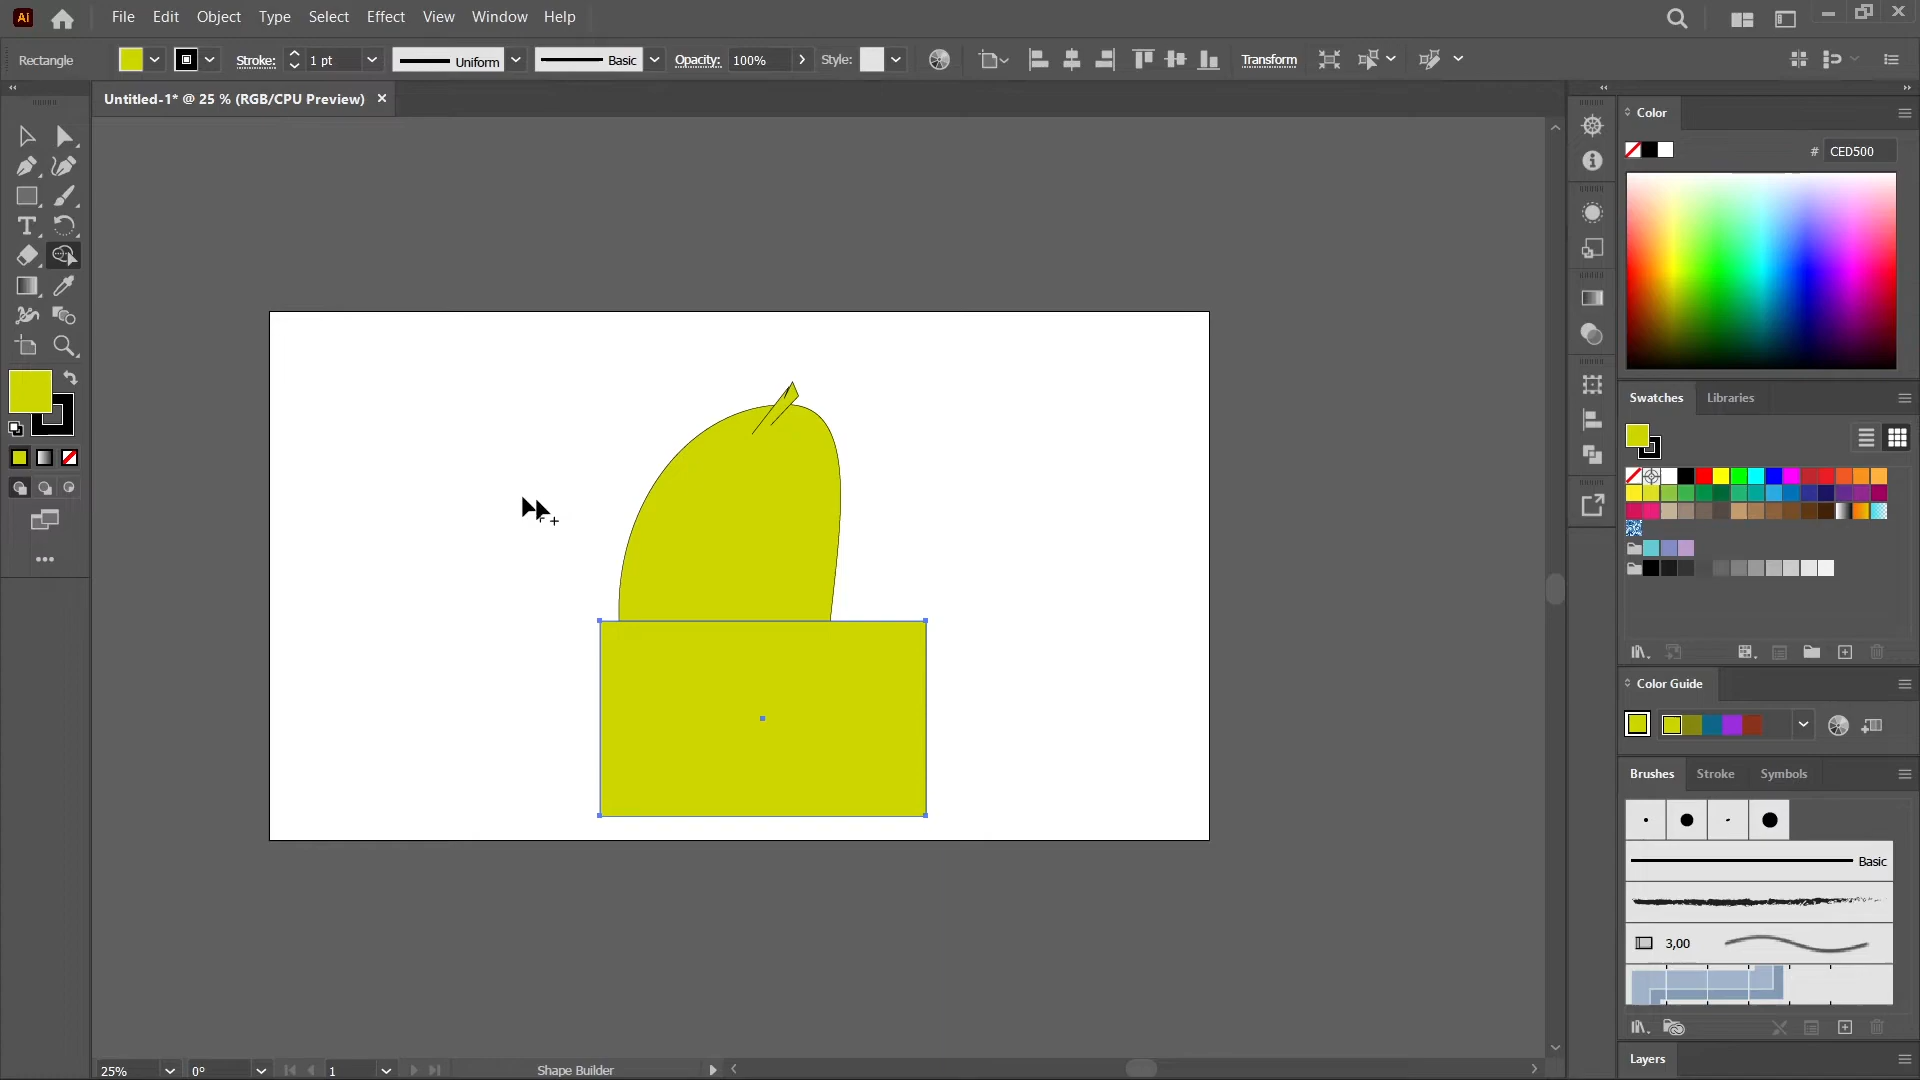 Ai File Edit Object Type Select Effect View Window Help
Rectangle Stroke: 1 pt Uniform Basic Opacity: 100% Style: Transform
Untitled-1* @ 25 % (RGB/CPU Preview)
Color
# CED500
Swatches Libraries
Color Guide
Brushes Stroke Symbols
Basic
3,00
Layers
25% 0° 1 Shape Builder